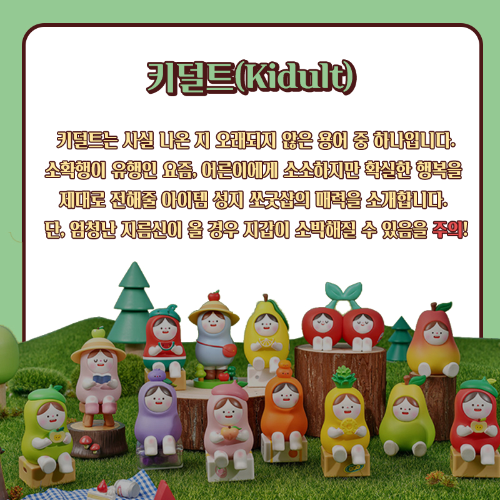 키덜트(Kidult)
키덜트는 사실 나온 지 오래되지 않은 용어 중 하나입니다.
소확행이 유행인 요즘, 어른이에게 소소하지만 확실한 행복을
제대로 전해줄 아이템 성지 쏘굿샵의 매력을 소개합니다.
단, 엄청난 지름신이 올 경우 지갑이 소박해질 수 있음을 주의!